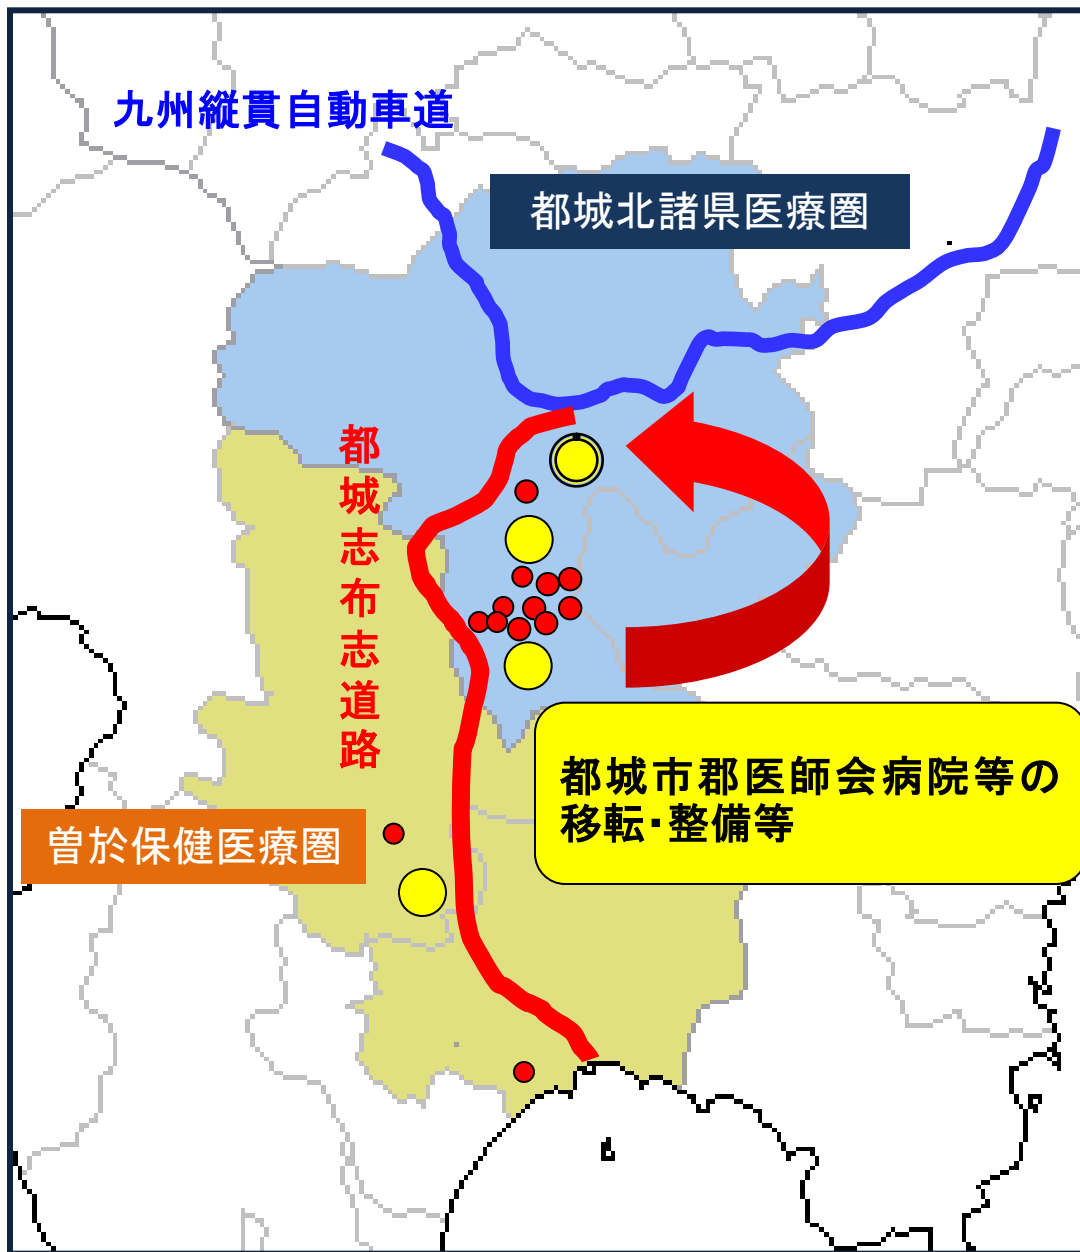 九州縦貫自動車道
都城北諸県医療圏
都城志布志道路
都城市郡医師会病院等の
移転・整備等
曽於保健医療圏